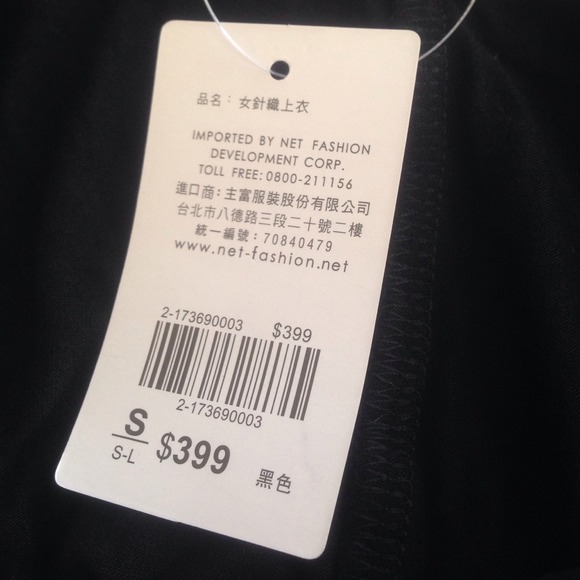 品名：女針織上衣
IMPORTED BY NET FASHION
DEVELOPMENT CORP.
TOLL FREE:0800-211156
進口商：主富服裝股份有限公司
台北市八德路三段二十號二樓
統一編號：70840479
www.net-fashion.net
2-173690003 $399
2-173690003
S
S-L
$399
黑色